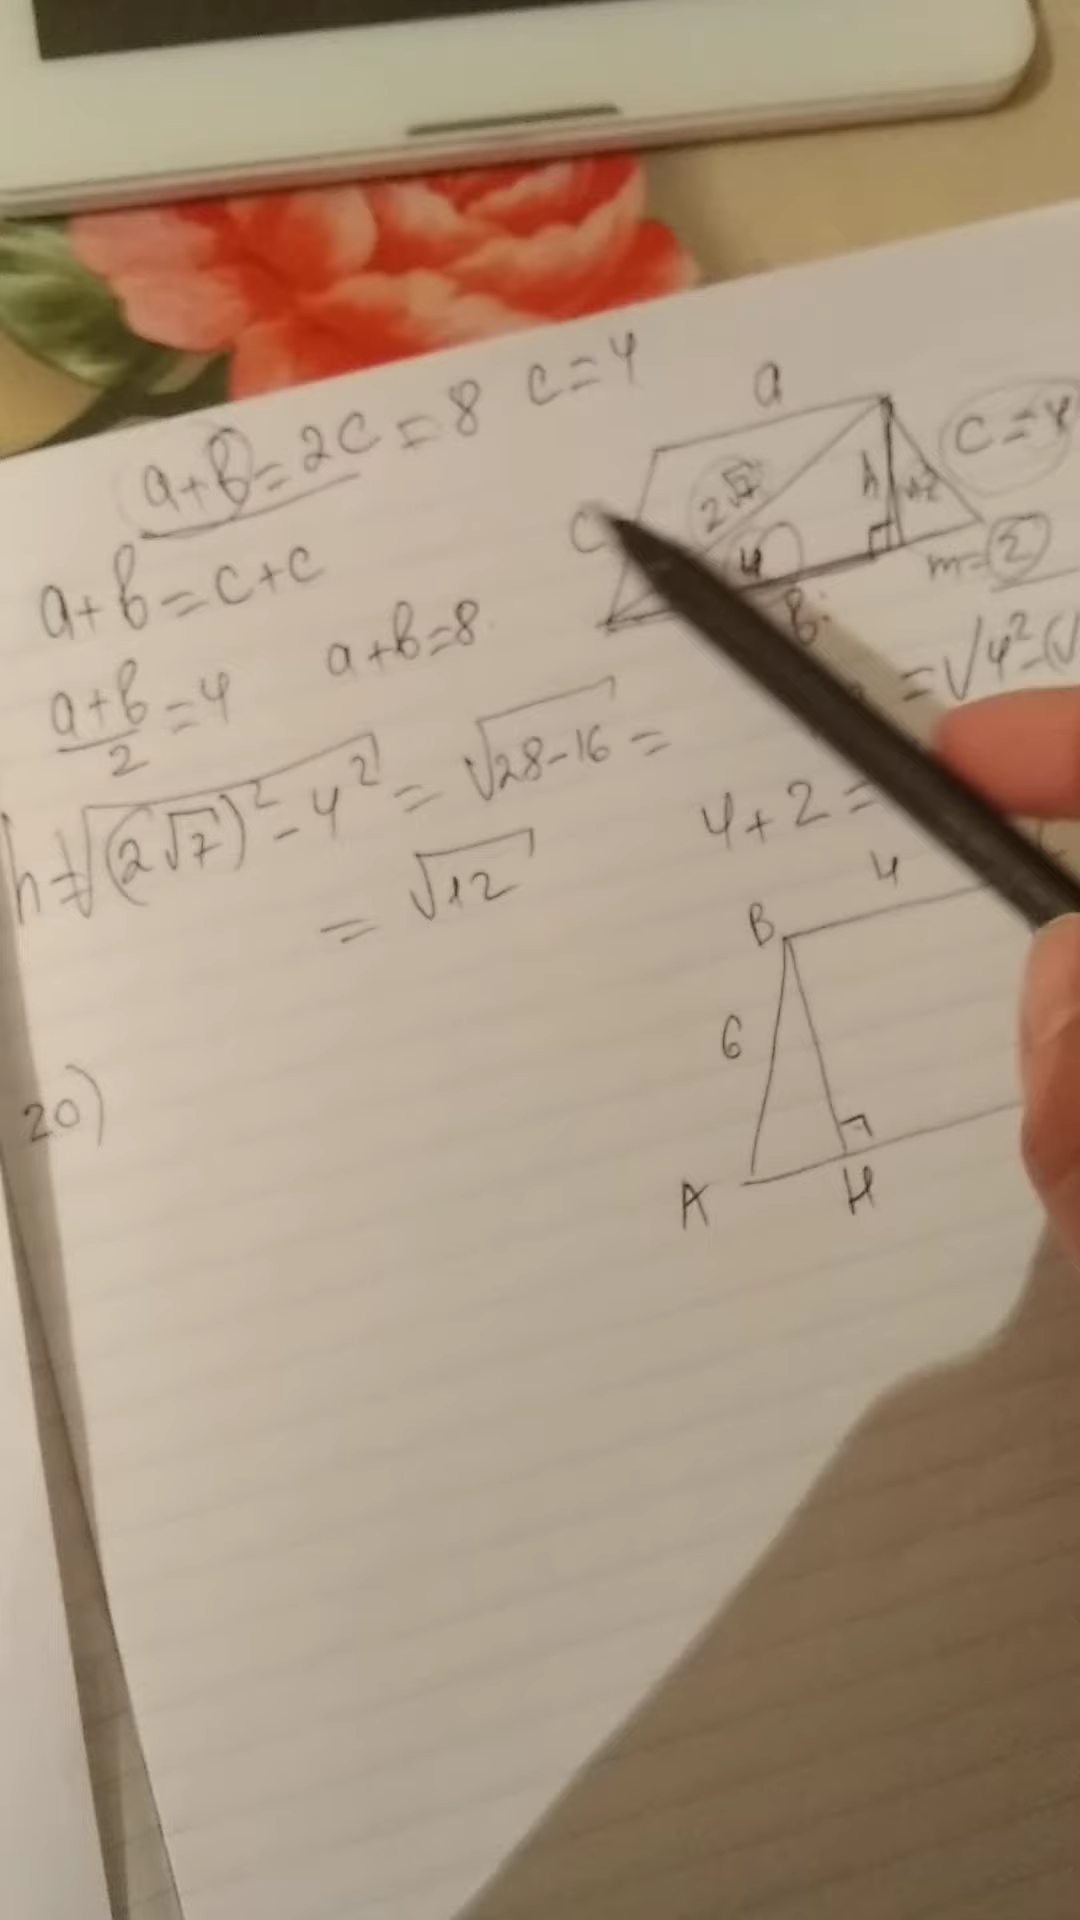 a+b=2c=8 c=4
a
c=4
2√7
h
√12
c
4
m=2
b
a+b=c+c
a+b=8
a+b/2=4
=√4²-(√
h=√(2√7)²-4²=√28-16=
=√12
4+2=
4
B
6
20)
A
H